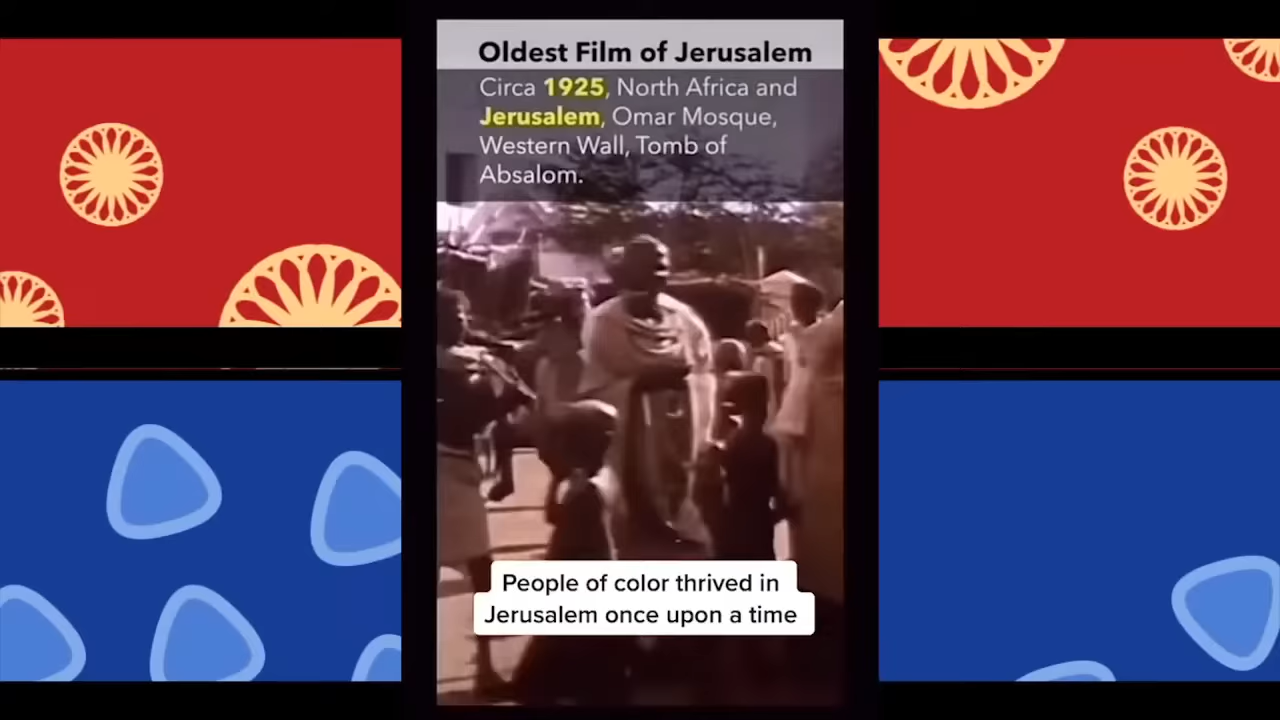 Oldest Film of Jerusalem
Circa 1925, North Africa and
Jerusalem, Omar Mosque,
Western Wall, Tomb of
Absalom.
People of color thrived in
Jerusalem once upon a time